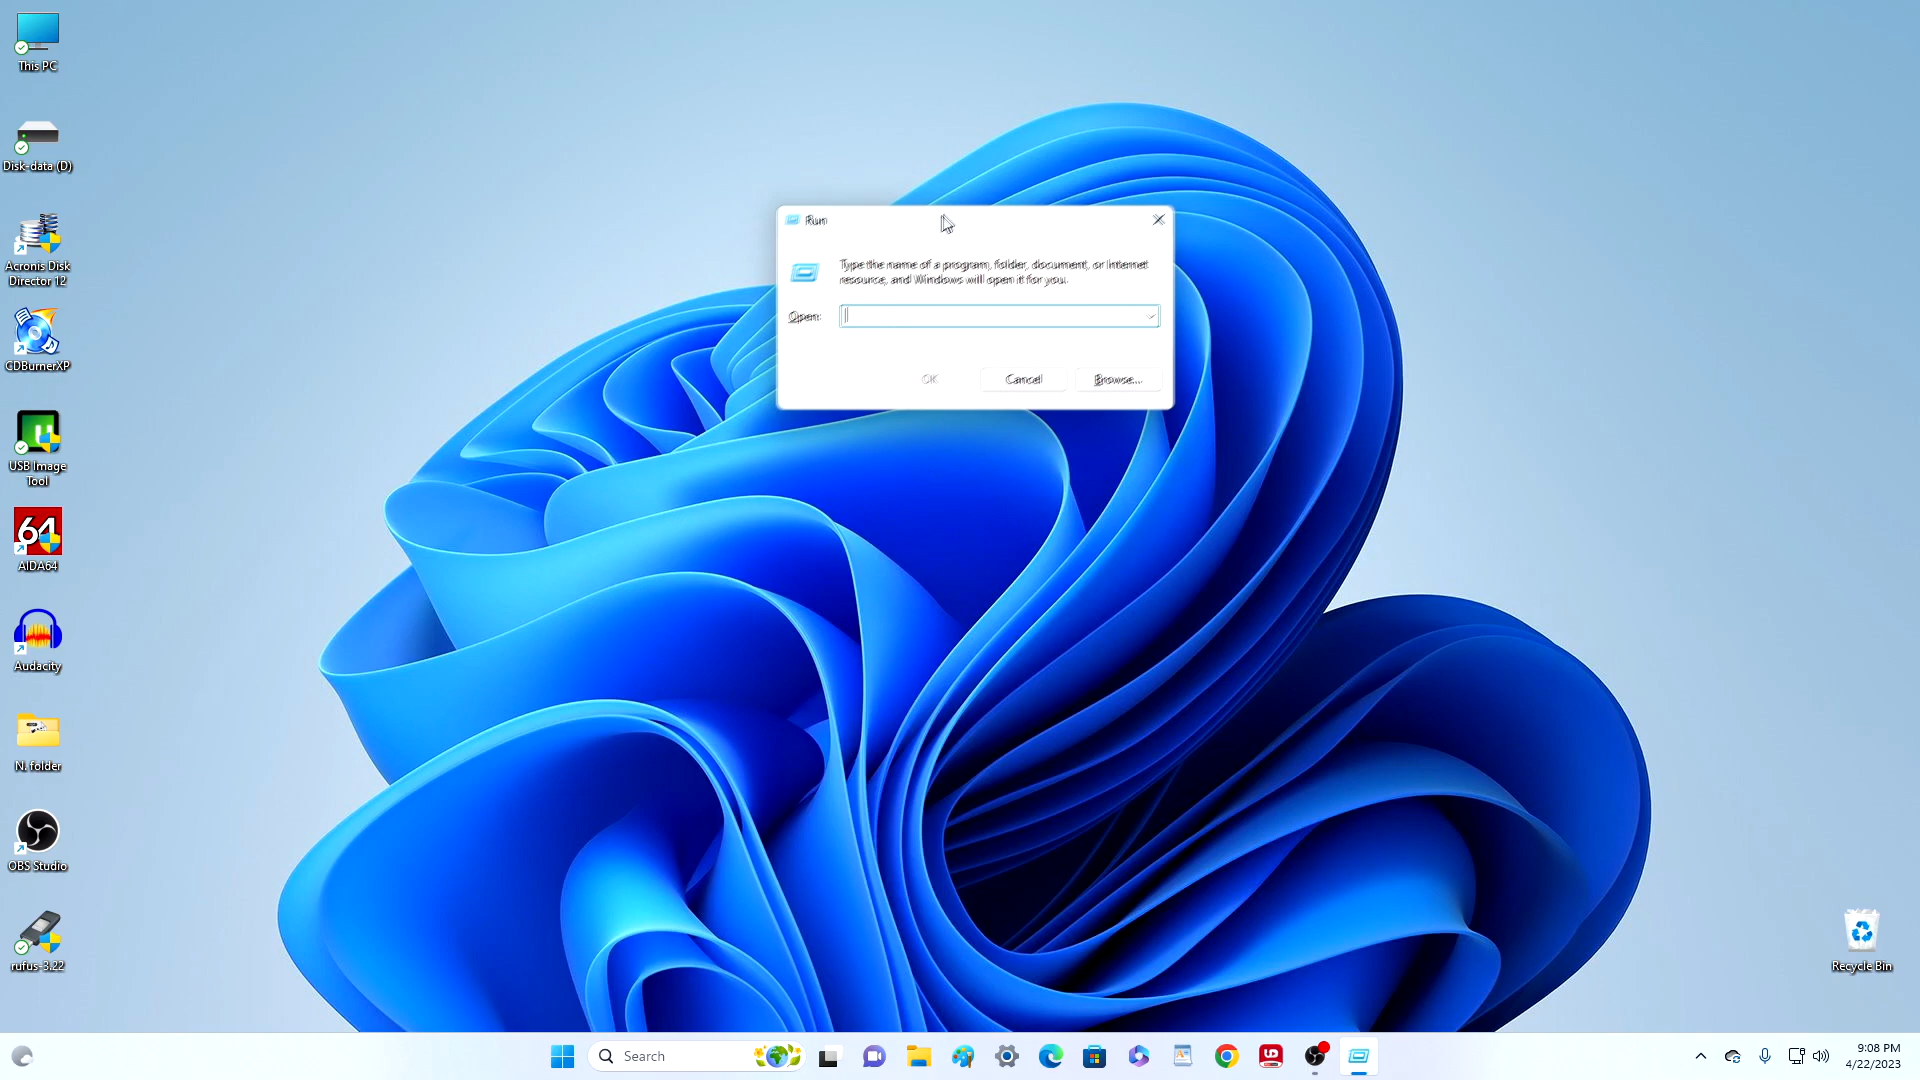 This PC
Disk-data (D)
Acronis Disk
Director 12
CDBurnerXP
USB Image
Tool
64
AIDA64
Audacity
N. folder
OBS Studio
rufus-3.22
Run
Type the name of a program, folder, document, or Internet
resource, and Windows will open it for you.
Open:
OK
Cancel
Browse...
Recycle Bin
Search
9:08 PM
4/22/2023